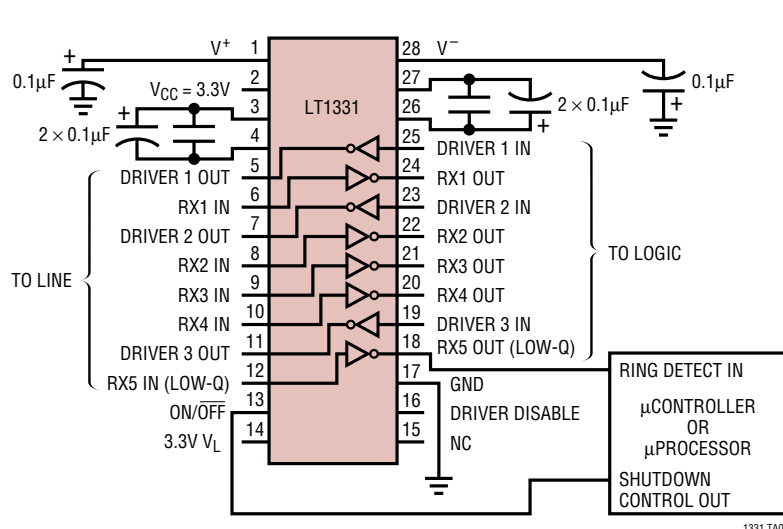 V+ 1
0.1µF
+
2
VCC = 3.3V
3
+
2 × 0.1µF
4
5
DRIVER 1 OUT
6
RX1 IN
7
DRIVER 2 OUT
8
RX2 IN
TO LINE
9
RX3 IN
10
RX4 IN
11
DRIVER 3 OUT
12
RX5 IN (LOW-Q)
13
ON/OFF
14
3.3V VL
LT1331
28 V–
0.1µF
+
27
26
2 × 0.1µF
+
25
DRIVER 1 IN
24
RX1 OUT
23
DRIVER 2 IN
22
RX2 OUT
TO LOGIC
21
RX3 OUT
20
RX4 OUT
19
DRIVER 3 IN
18
RX5 OUT (LOW-Q)
17
GND
16
DRIVER DISABLE
15
NC
RING DETECT IN
µCONTROLLER
OR
µPROCESSOR
SHUTDOWN
CONTROL OUT